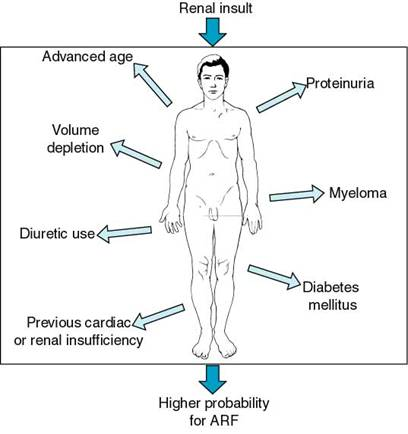 Renal insult
Advanced age
Proteinuria
Volume
depletion
Myeloma
Diuretic use
Diabetes
mellitus
Previous cardiac
or renal insufficiency
Higher probability
for ARF